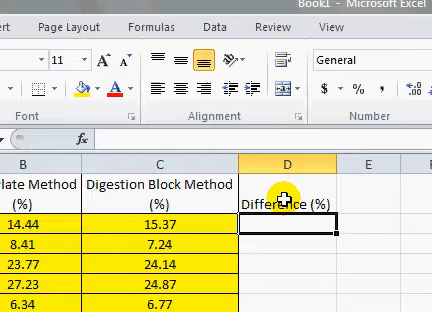 Book1 - Microsoft Excel
Page Layout Formulas Data Review View
11 A A General
A $ % ,
Font Alignment Number
fx
B C D E
Method Digestion Block Method
(%) (%) Difference (%)
14.44 15.37
8.41 7.24
23.77 24.14
27.23 24.87
6.34 6.77